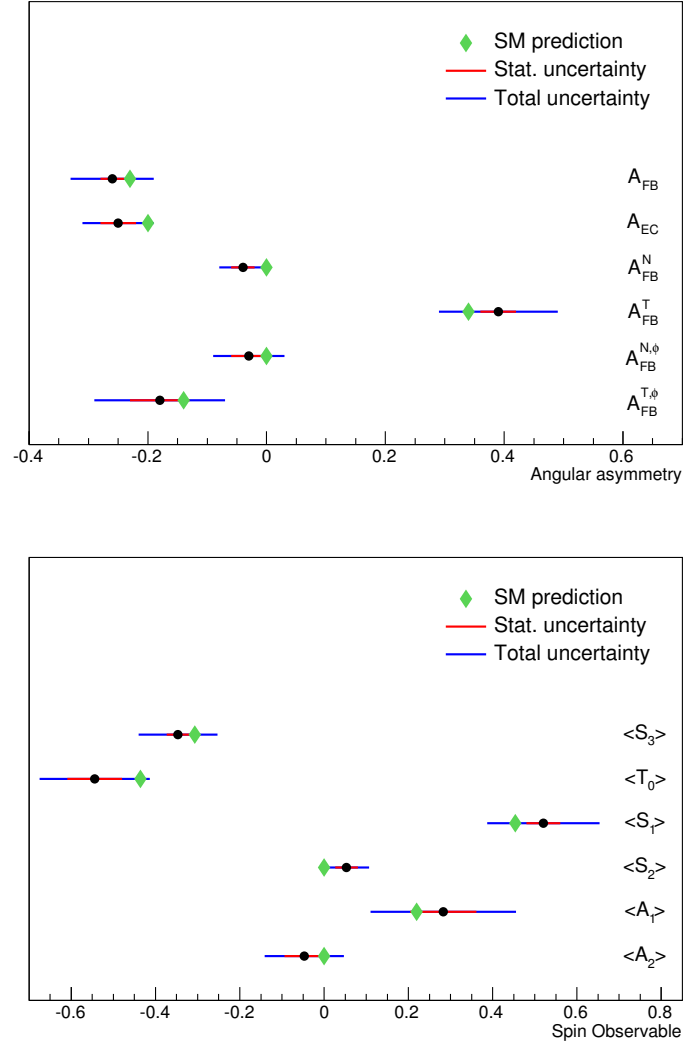 SM prediction
Stat. uncertainty
Total uncertainty
A_FB
A_EC
A_FB^N
A_FB^T
A_FB^N,ϕ
A_FB^T,ϕ
-0.4 -0.2 0 0.2 0.4 0.6
Angular asymmetry
SM prediction
Stat. uncertainty
Total uncertainty
<S_3>
<T_0>
<S_1>
<S_2>
<A_1>
<A_2>
-0.6 -0.4 -0.2 0 0.2 0.4 0.6 0.8
Spin Observable